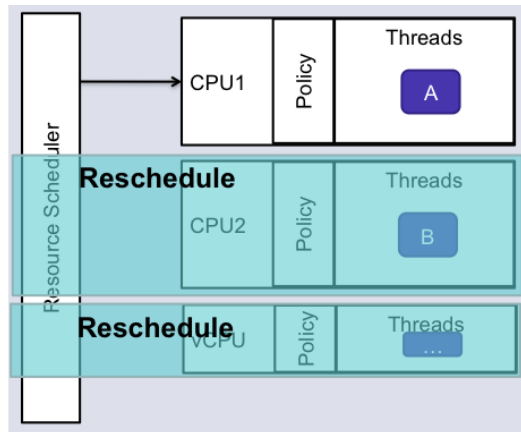 Resource Scheduler
CPU1
Policy
Threads
A
Reschedule
CPU2
Policy
Threads
B
Reschedule
VCPU
Policy
Threads
...